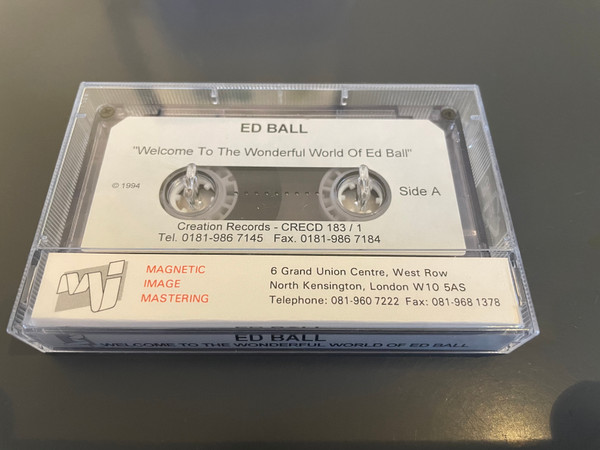 ED BALL
"Welcome To The Wonderful World Of Ed Ball"
© 1994
Side A
Creation Records - CRECD 183 / 1
Tel. 0181-986 7145 Fax. 0181-986 7184
MAGNETIC
IMAGE
MASTERING
6 Grand Union Centre, West Row
North Kensington, London W10 5AS
Telephone: 081-960 7222 Fax: 081-968 1378
ED BALL
WELCOME TO THE WONDERFUL WORLD OF ED BALL